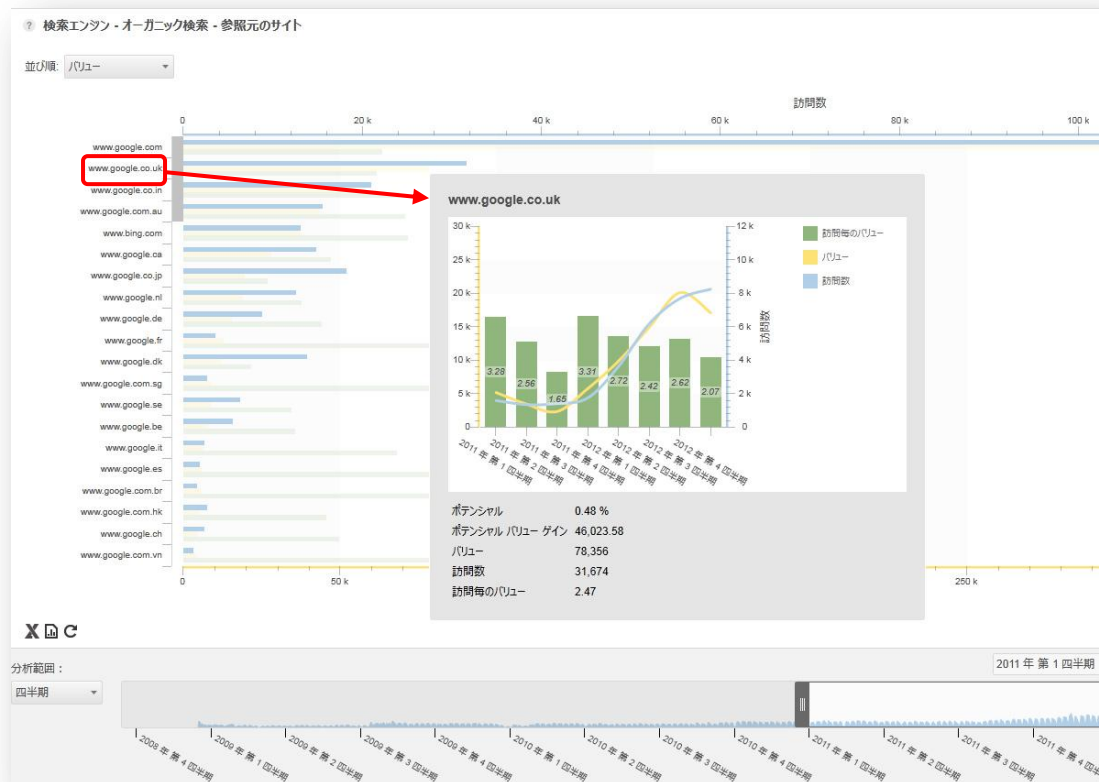 ? 検索エンジン - オーガニック検索 - 参照元のサイト
並び順: バリュー
訪問数
0 20 k 40 k 60 k 80 k 100 k
www.google.com
www.google.co.uk
www.google.co.in
www.google.com.au
www.bing.com
www.google.ca
www.google.co.jp
www.google.nl
www.google.de
www.google.fr
www.google.dk
www.google.com.sg
www.google.se
www.google.be
www.google.it
www.google.es
www.google.com.br
www.google.com.hk
www.google.ch
www.google.com.vn
0 50 k 250 k
www.google.co.uk
30 k 12 k
25 k 10 k
20 k 8 k
15 k 6 k
10 k 4 k
5 k 2 k
0 0
訪問数
訪問毎のバリュー
バリュー
訪問数
3.28 2.56 1.65 3.31 2.72 2.42 2.62 2.07
2011 年 第 1 四半期
2011 年 第 2 四半期
2011 年 第 3 四半期
2011 年 第 4 四半期
2012 年 第 1 四半期
2012 年 第 2 四半期
2012 年 第 3 四半期
2012 年 第 4 四半期
ポテンシャル 0.48 %
ポテンシャル バリュー ゲイン 46,023.58
バリュー 78,356
訪問数 31,674
訪問毎のバリュー 2.47
分析範囲 :
四半期
2011 年 第 1 四半期
2008 年 第 4 四半期
2009 年 第 1 四半期
2009 年 第 2 四半期
2009 年 第 3 四半期
2009 年 第 4 四半期
2010 年 第 1 四半期
2010 年 第 2 四半期
2010 年 第 3 四半期
2010 年 第 4 四半期
2011 年 第 1 四半期
2011 年 第 2 四半期
2011 年 第 3 四半期
2011 年 第 4 四半期